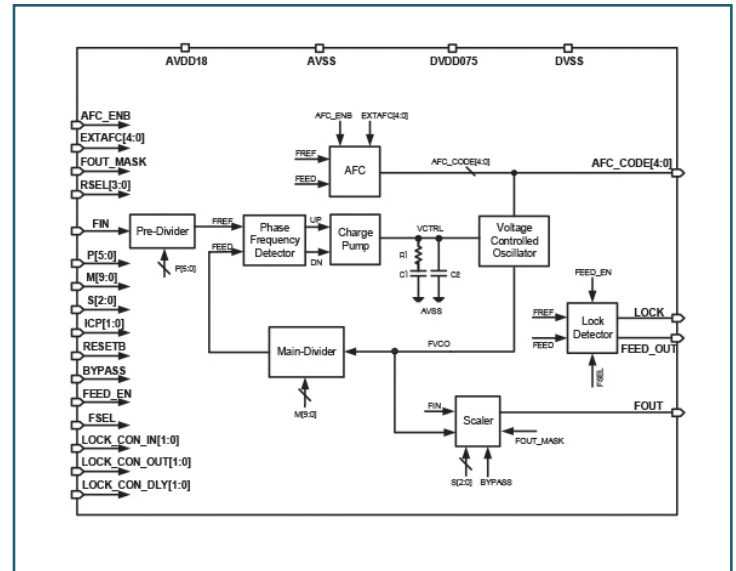 AVDD18 AVSS DVDD075 DVSS
AFC_ENB
EXTAFC[4:0]
FOUT_MASK
RSEL[3:0]
FIN
P[5:0]
M[9:0]
S[2:0]
ICP[1:0]
RESETB
BYPASS
FEED_EN
FSEL
LOCK_CON_IN[1:0]
LOCK_CON_OUT[1:0]
LOCK_CON_DLY[1:0]
AFC_ENB EXTAFC[4:0]
FREF
FEED
AFC
AFC_CODE[4:0]
AFC_CODE[4:0]
Pre-Divider
P[5:0]
FREF
FEED
Phase
Frequency
Detector
UP
DN
Charge
Pump
VCTRL
R1
C1
C2
AVSS
Voltage
Controlled
Oscillator
FEED_EN
FREF
FEED
Lock
Detector
FSEL
LOCK
FEED_OUT
Main-Divider
M[9:0]
FVCO
FIN
Scaler
FOUT_MASK
S[2:0] BYPASS
FOUT